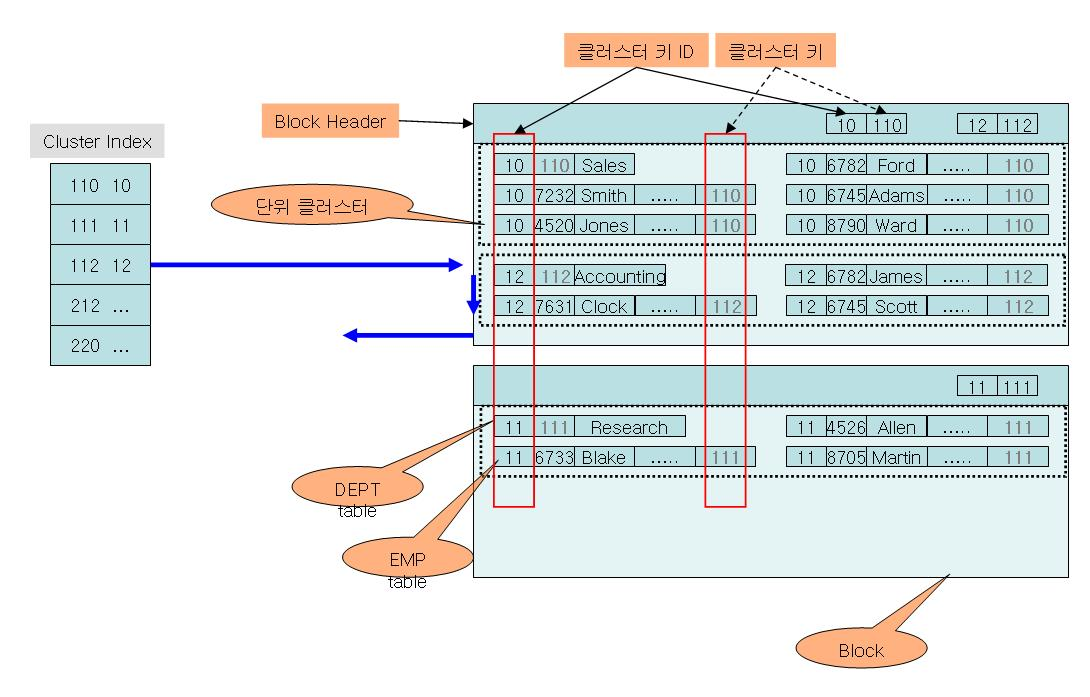 클러스터 키 ID
클러스터 키
Block Header
10 110
12 112
Cluster Index
110 10
111 11
112 12
212 ...
220 ...
단위 클러스터
10 110 Sales
10 6782 Ford ..... 110
10 7232 Smith ..... 110
10 6745 Adams ..... 110
10 4520 Jones ..... 110
10 8790 Ward ..... 110
12 112 Accounting
12 6782 James ..... 112
12 7631 Clock ..... 112
12 6745 Scott ..... 112
11 111
11 111 Research
11 4526 Allen ..... 111
11 6733 Blake ..... 111
11 8705 Martin ..... 111
DEPT
table
EMP
table
Block